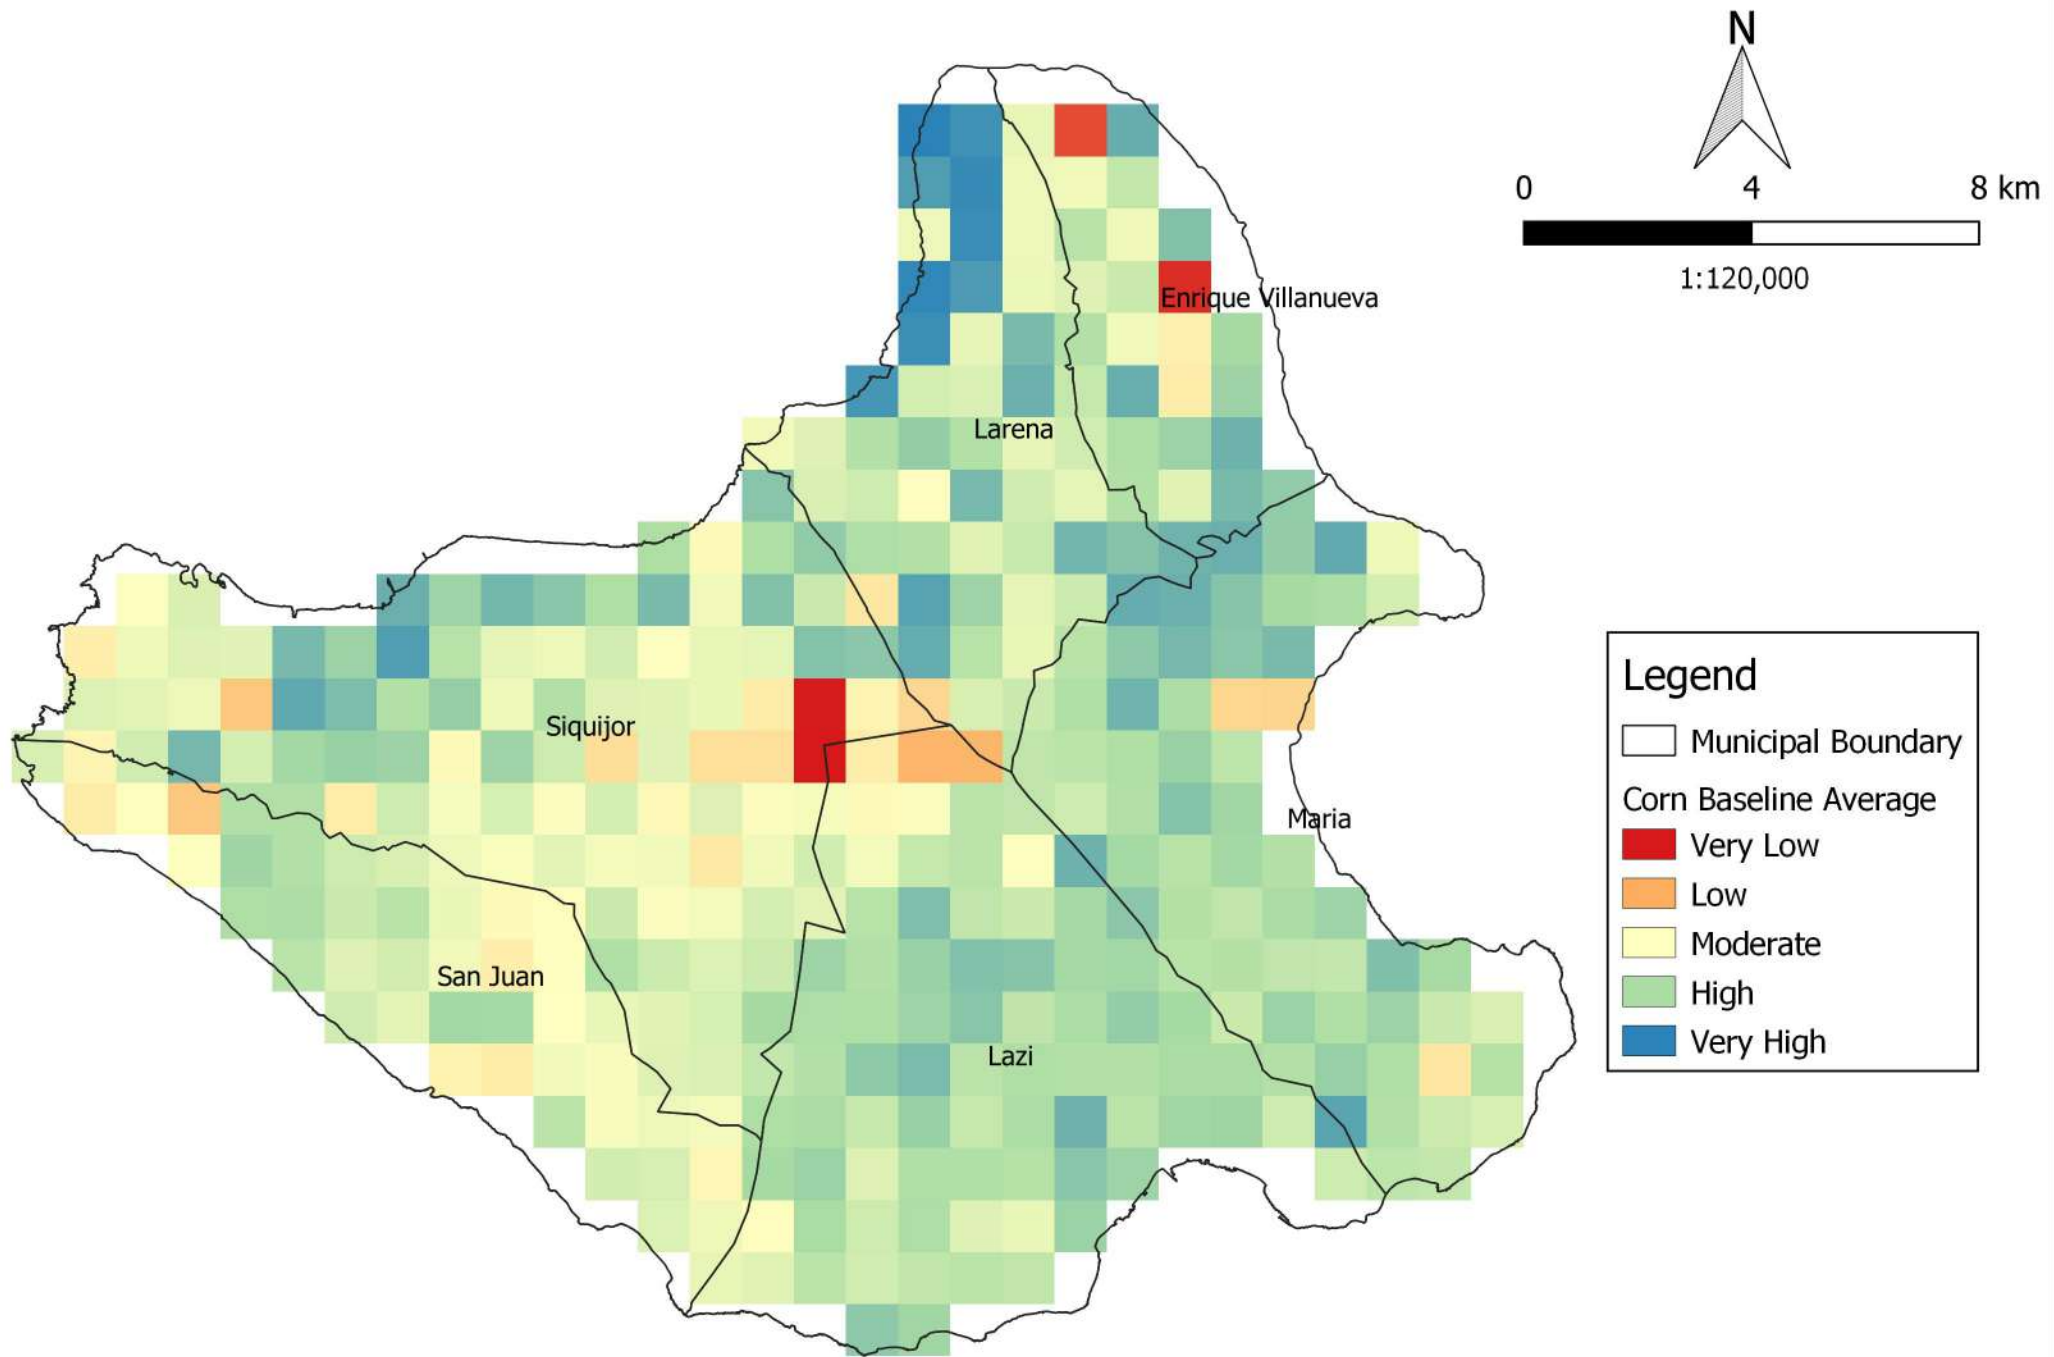 N
0 4 8 km
1:120,000
Enrique Villanueva
Larena
Siquijor
Maria
San Juan
Lazi
Legend
Municipal Boundary
Corn Baseline Average
Very Low
Low
Moderate
High
Very High